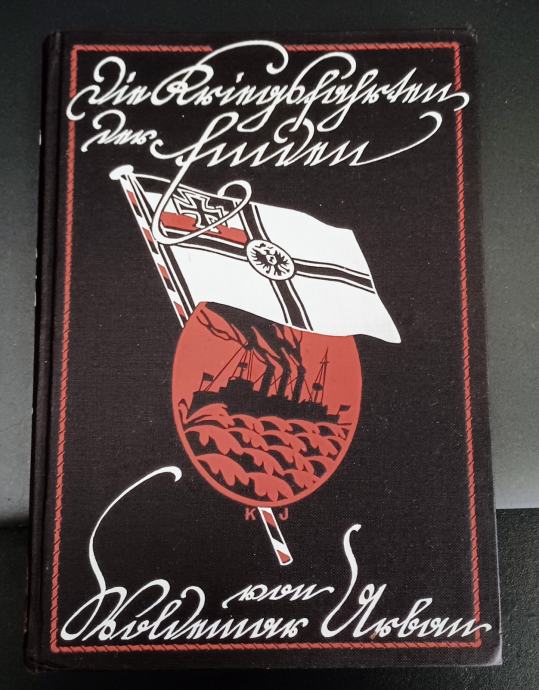 Die Kriegsfahrten
der Emden
K J
von
Woldemar Urban